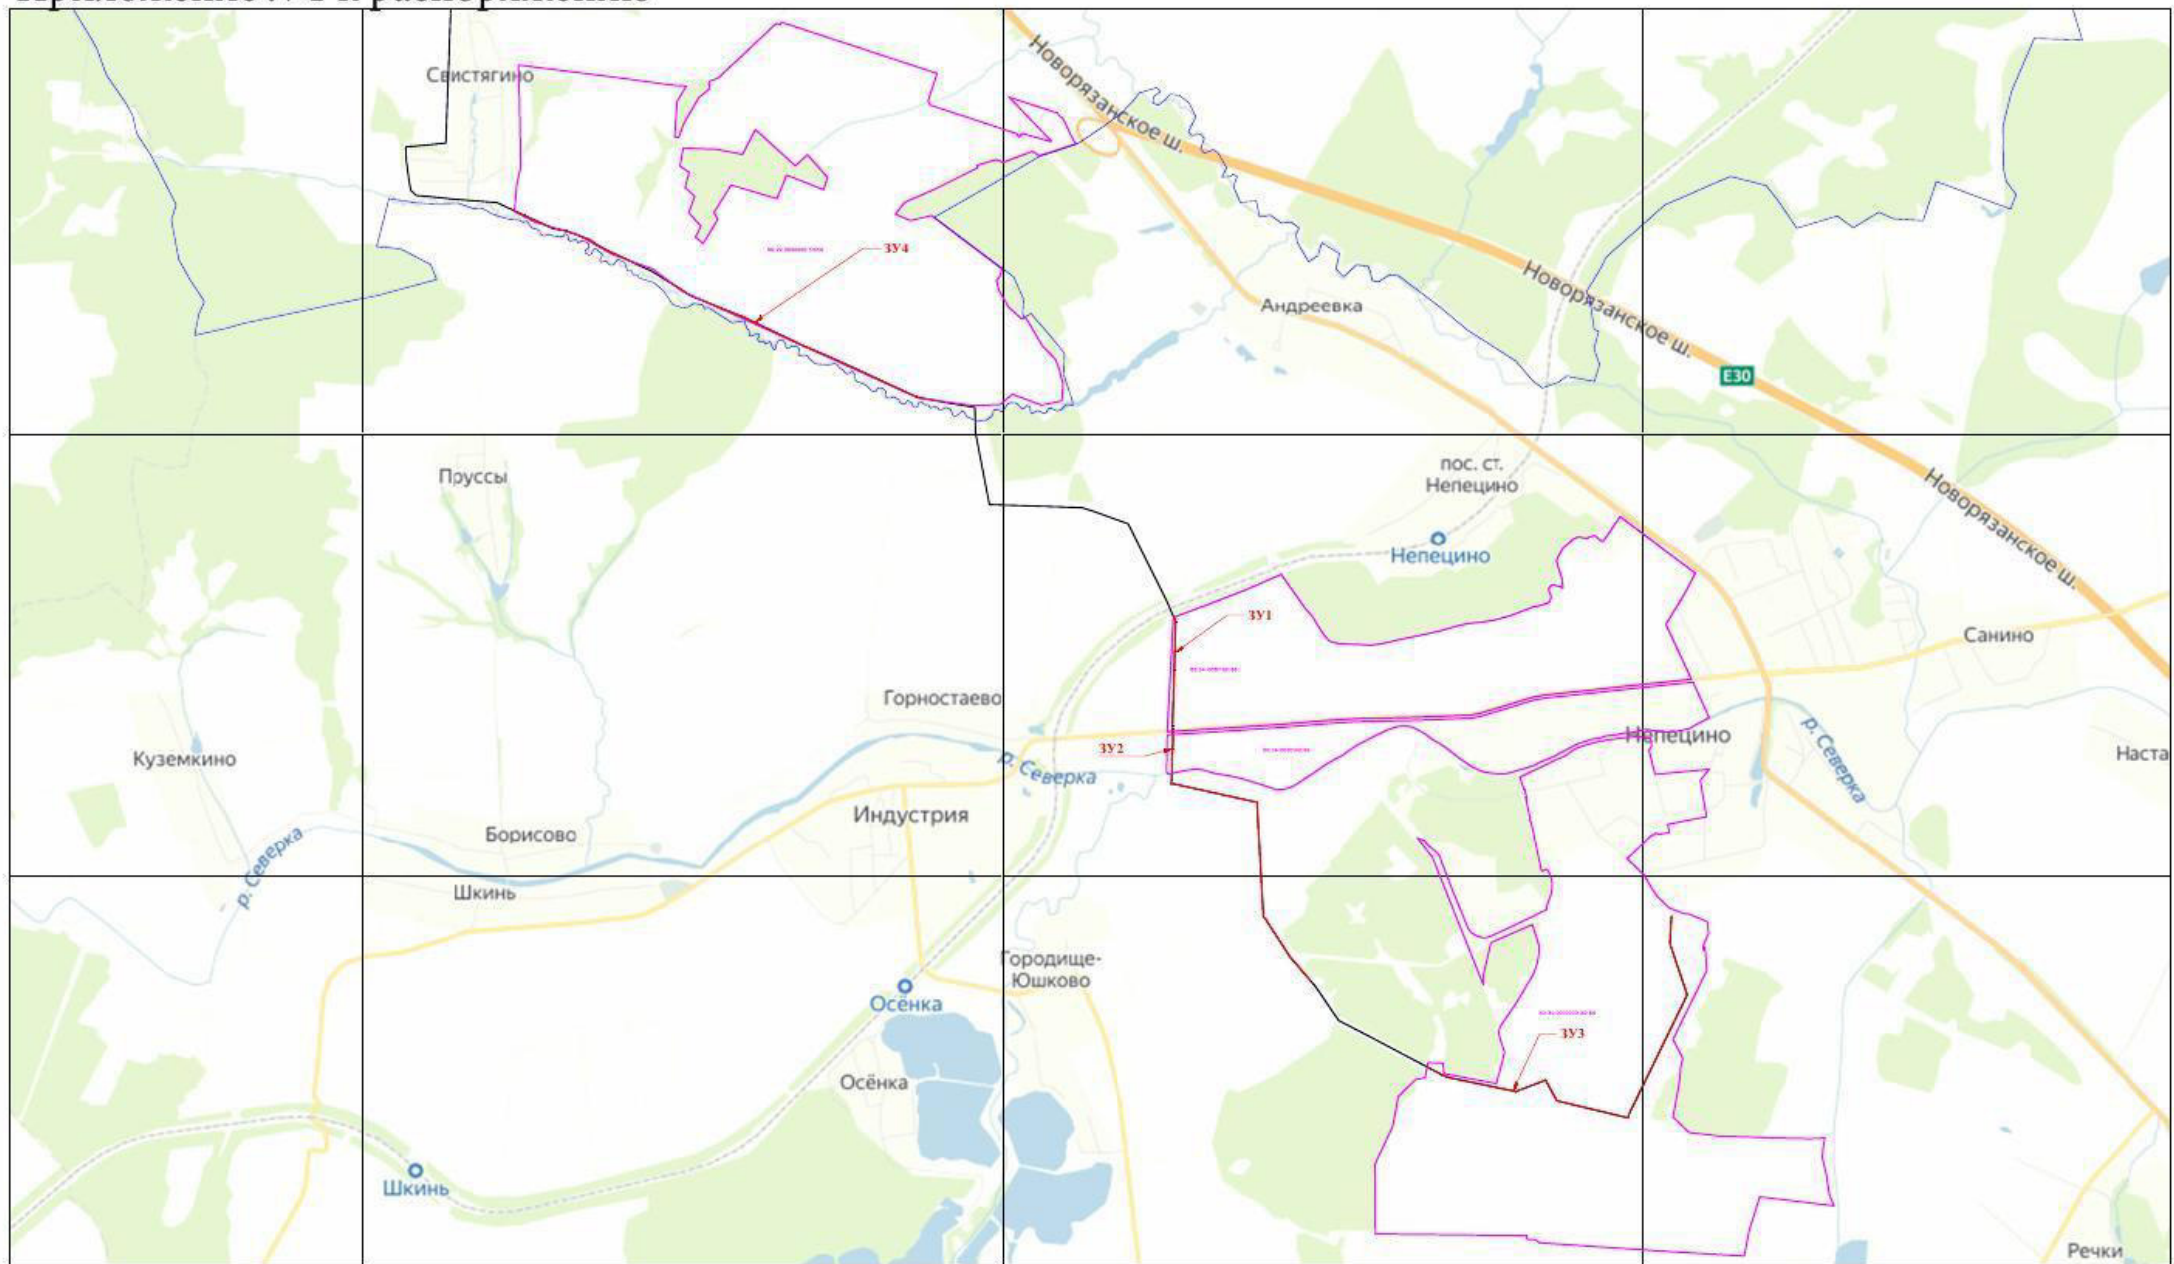 Свистягино
Новорязанское ш.
ЗУ4
Андреевка
Новорязанское ш.
E30
Пруссы
пос. ст.
Непецино
Непецино
Новорязанское ш.
ЗУ1
Санино
Горностаево
ЗУ2
Непецино
р. Северка
р. Северка
Куземкино
Наста
Индустрия
Борисово
р. Северка
Шкинь
Городище-
Юшково
Осёнка
ЗУ3
Осёнка
Шкинь
Речки